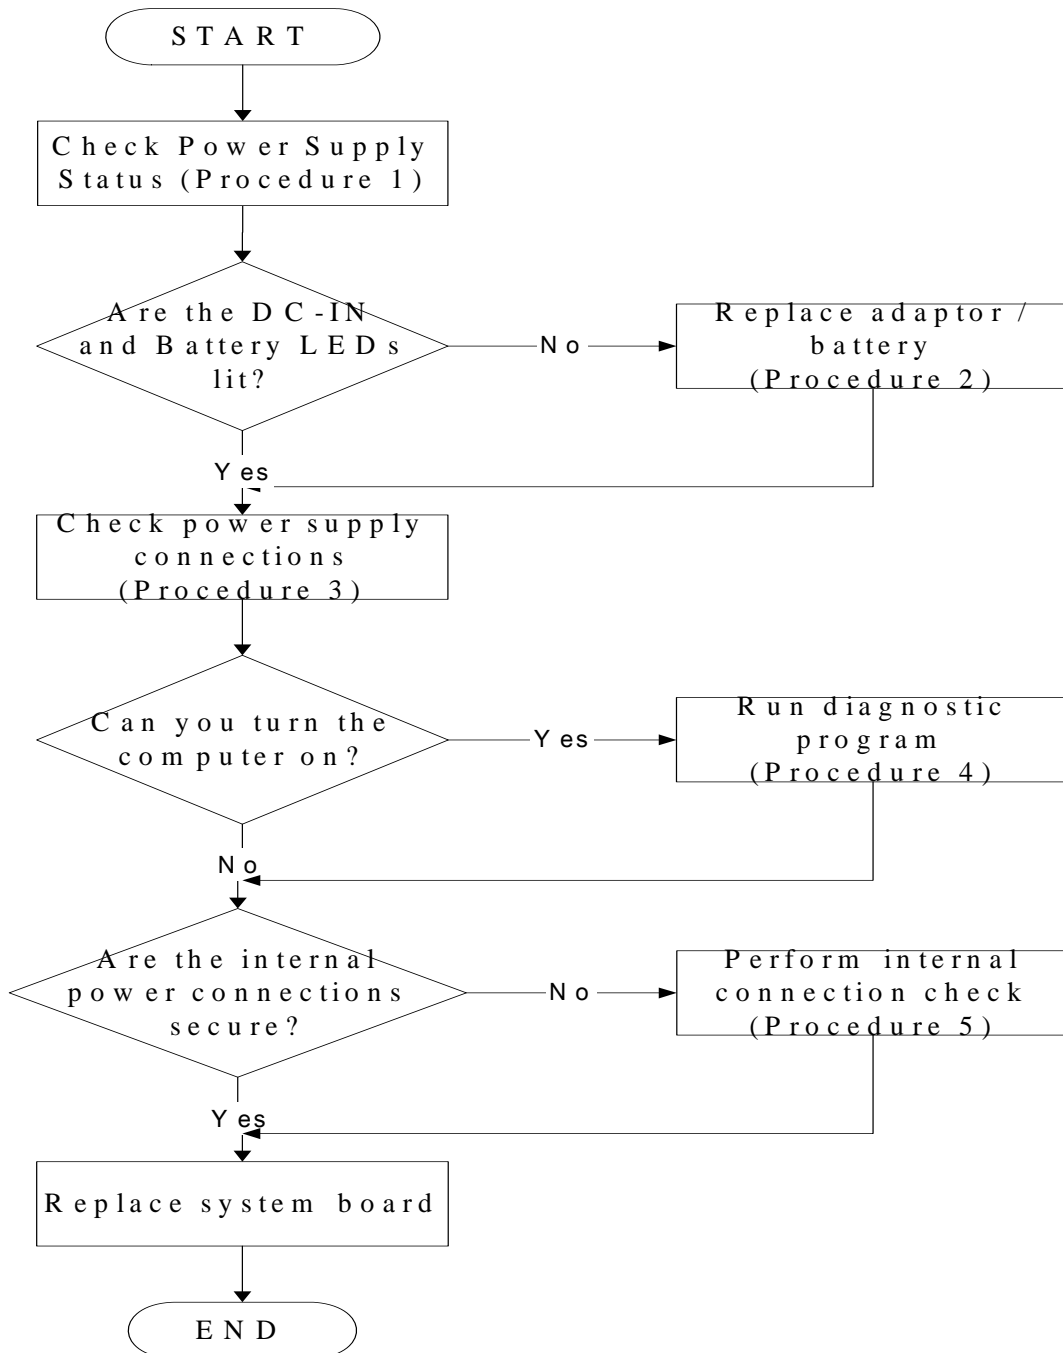 START
Check Power Supply
Status (Procedure 1)
Are the DC-IN
and Battery LEDs
lit?
No
Replace adaptor /
battery
(Procedure 2)
Yes
Check power supply
connections
(Procedure 3)
Can you turn the
computer on?
Yes
Run diagnostic
program
(Procedure 4)
No
Are the internal
power connections
secure?
No
Perform internal
connection check
(Procedure 5)
Yes
Replace system board
END